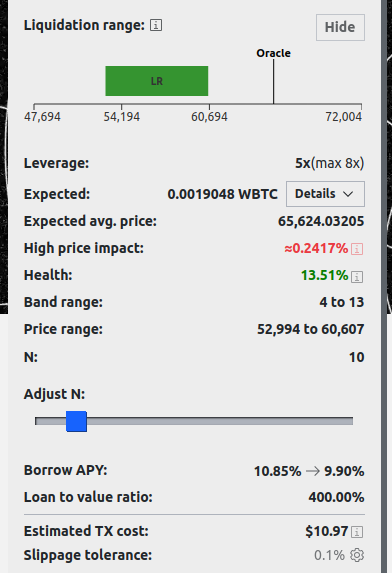 Liquidation range: i
Hide
Oracle
LR
47,694 54,194 60,694 72,004
Leverage: 5x(max 8x)
Expected: 0.0019048 WBTC Details
Expected avg. price: 65,624.03205
High price impact: ≈0.2417% i
Health: 13.51% i
Band range: 4 to 13
Price range: 52,994 to 60,607
N: 10
Adjust N:
Borrow APY: 10.85% → 9.90%
Loan to value ratio: 400.00%
Estimated TX cost: $10.97 i
Slippage tolerance: 0.1%